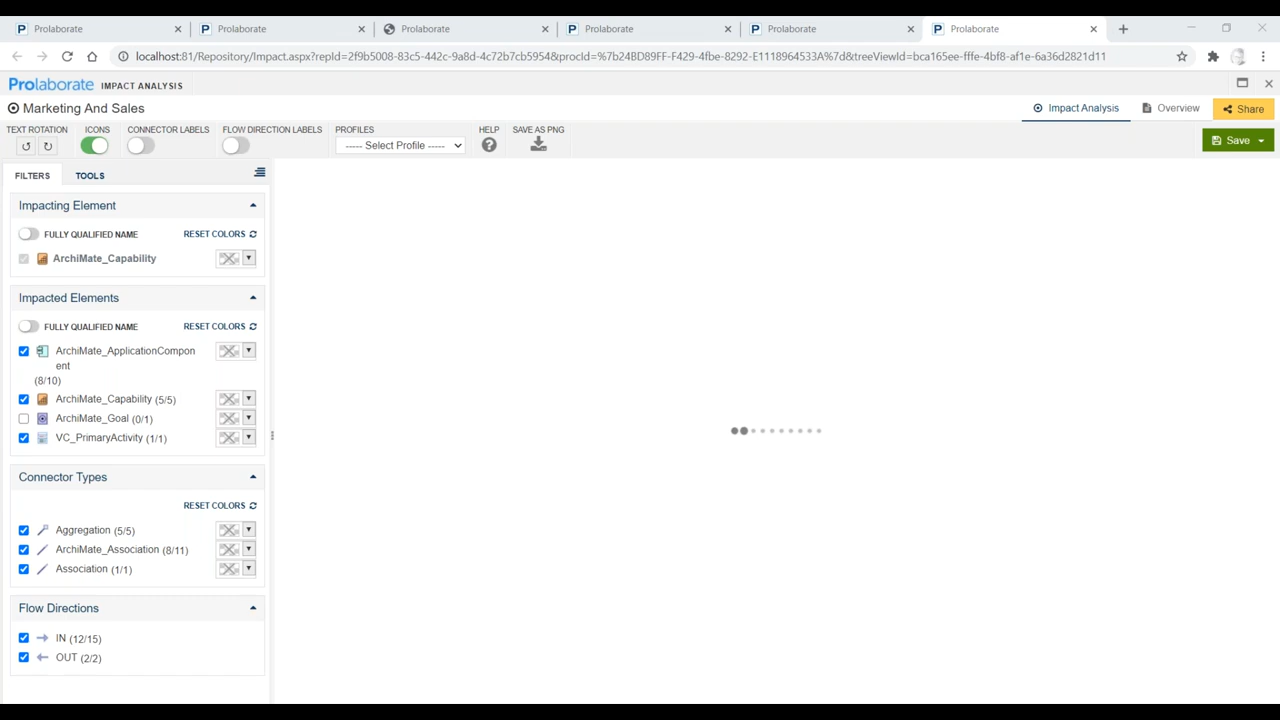 Prolaborate
Prolaborate
Prolaborate
Prolaborate
Prolaborate
Prolaborate
localhost:81/Repository/Impact.aspx?repId=2f9b5008-83c5-442c-9a8d-4c72b7cb5954&procId=%7b24BD89FF-F429-4fbe-8292-E1118964533A%7d&treeViewId=bca165ee-fffe-4bf8-af1e-6a36d2821d11
Prolaborate IMPACT ANALYSIS
Marketing And Sales
Impact Analysis
Overview
Share
TEXT ROTATION
ICONS
CONNECTOR LABELS
FLOW DIRECTION LABELS
PROFILES
HELP
SAVE AS PNG
----- Select Profile -----
Save
FILTERS
TOOLS
Impacting Element
FULLY QUALIFIED NAME
RESET COLORS
ArchiMate_Capability
Impacted Elements
FULLY QUALIFIED NAME
RESET COLORS
ArchiMate_ApplicationCompon
ent
(8/10)
ArchiMate_Capability (5/5)
ArchiMate_Goal (0/1)
VC_PrimaryActivity (1/1)
Connector Types
RESET COLORS
Aggregation (5/5)
ArchiMate_Association (8/11)
Association (1/1)
Flow Directions
IN (12/15)
OUT (2/2)